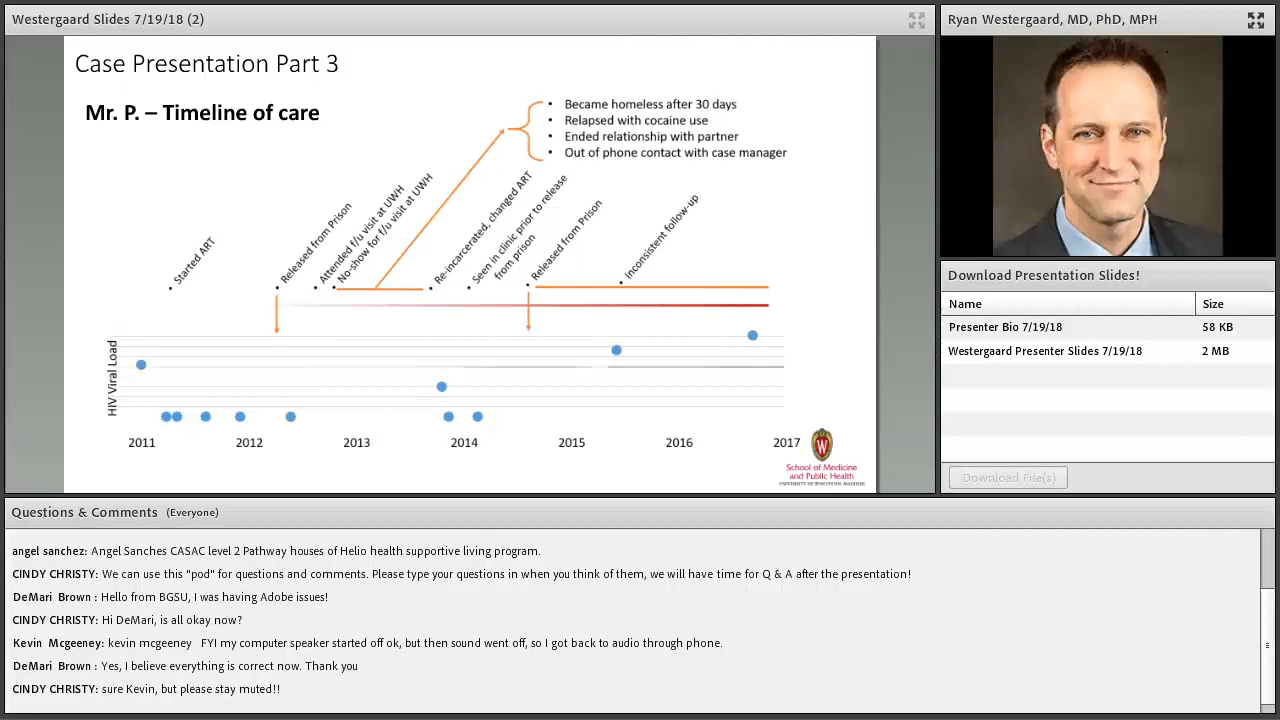 Westergaard Slides 7/19/18 (2)
Case Presentation Part 3
Mr. P. – Timeline of care
• Became homeless after 30 days
• Relapsed with cocaine use
• Ended relationship with partner
• Out of phone contact with case manager
Started ART
Released from Prison
Attended f/u visit at UWH
No-show for f/u visit at UWH
Re-incarcerated, changed ART
Seen in clinic prior to release
from prison
Released from Prison
Inconsistent follow-up
HIV Viral Load
2011 2012 2013 2014 2015 2016 2017
W
School of Medicine
and Public Health
UNIVERSITY OF WISCONSIN-MADISON
Ryan Westergaard, MD, PhD, MPH
Download Presentation Slides!
Name Size
Presenter Bio 7/19/18 58 KB
Westergaard Presenter Slides 7/19/18 2 MB
Download File(s)
Questions & Comments (Everyone)
angel sanchez: Angel Sanches CASAC level 2 Pathway houses of Helio health supportive living program.
CINDY CHRISTY: We can use this "pod" for questions and comments. Please type your questions in when you think of them, we will have time for Q & A after the presentation!
DeMari Brown : Hello from BGSU, I was having Adobe issues!
CINDY CHRISTY: Hi DeMari, is all okay now?
Kevin Mcgeeney: kevin mcgeeney FYI my computer speaker started off ok, but then sound went off, so I got back to audio through phone.
DeMari Brown : Yes, I believe everything is correct now. Thank you
CINDY CHRISTY: sure Kevin, but please stay muted!!